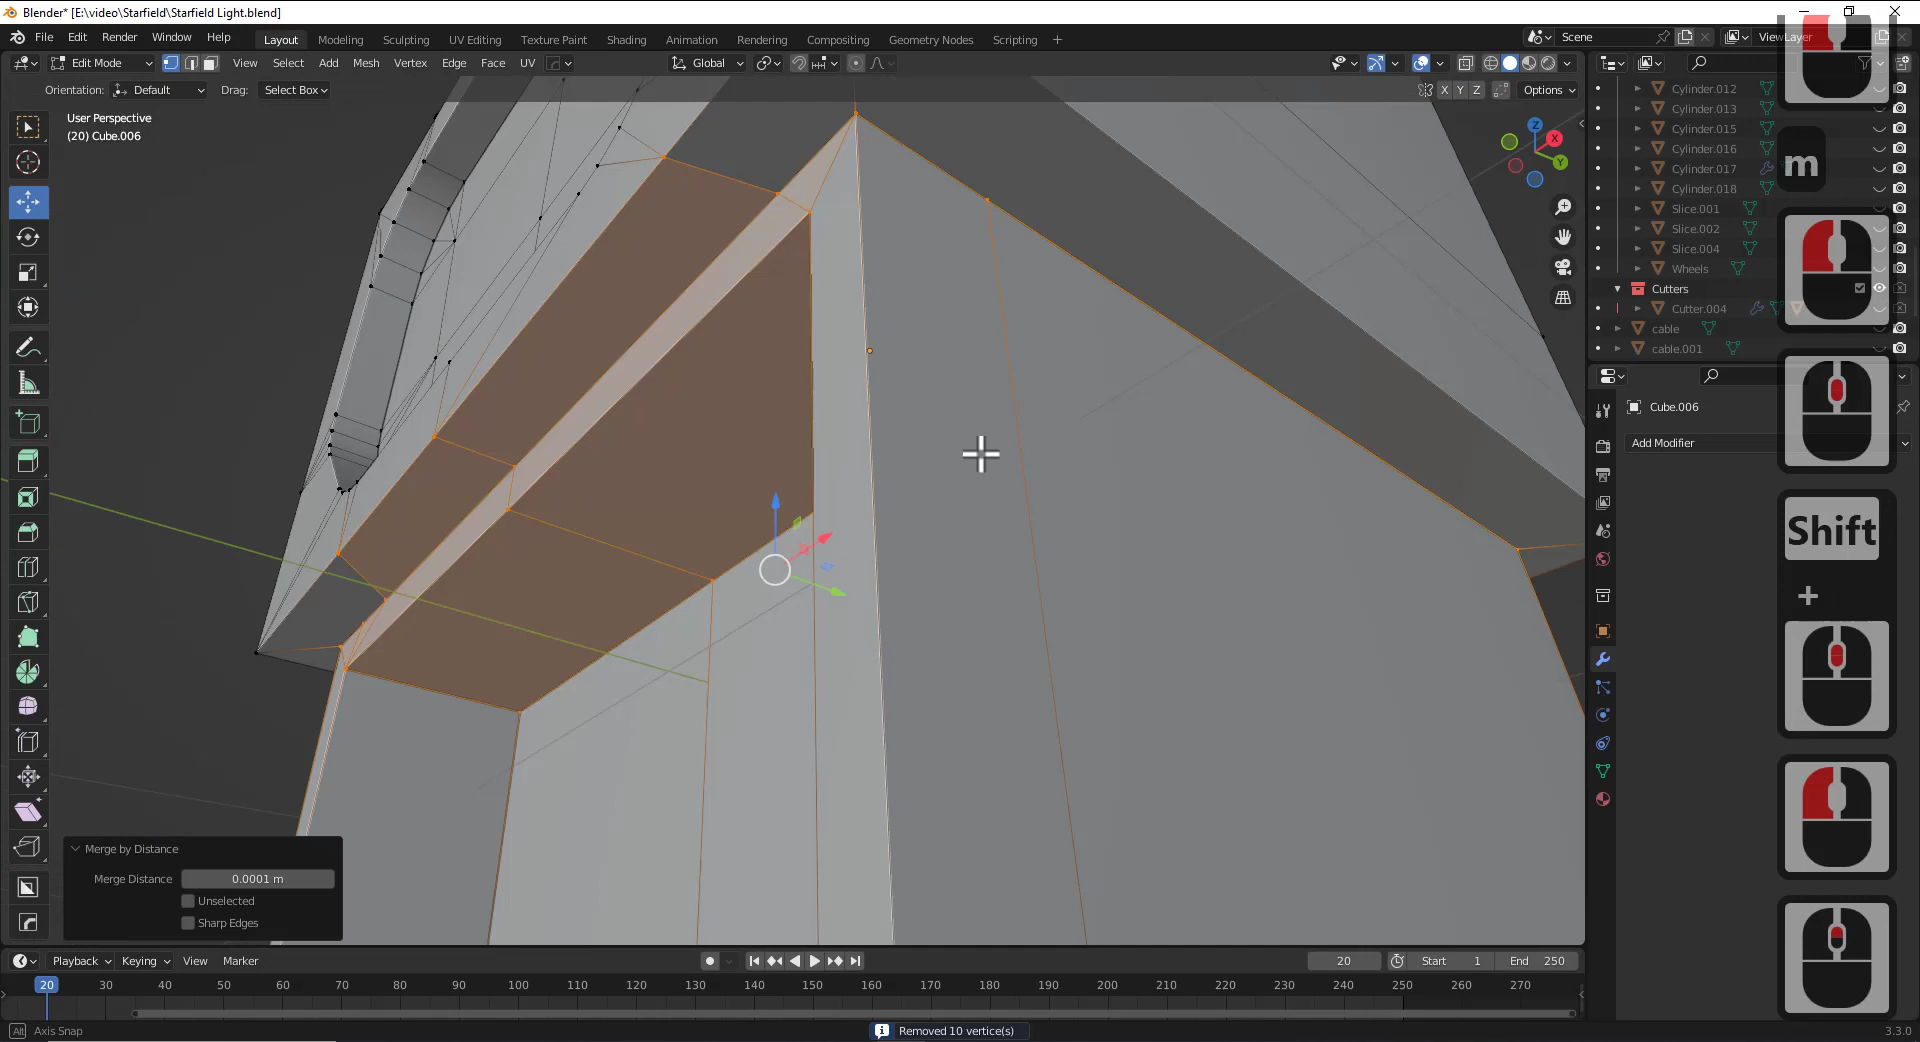 Blender* [E:\video\Starfield\Starfield Light.blend]
File Edit Render Window Help Layout Modeling Sculpting UV Editing Texture Paint Shading Animation Rendering Compositing Geometry Nodes Scripting + Scene ViewLayer
Edit Mode View Select Add Mesh Vertex Edge Face UV Global
Orientation: Default Drag: Select Box X Y Z Options
User Perspective
(20) Cube.006
Z
X
Y
Cylinder.012
Cylinder.013
Cylinder.015
Cylinder.016
Cylinder.017
Cylinder.018
Slice.001
Slice.002
Slice.004
Wheels
Cutters
Cutter.004
cable
cable.001
Cube.006
Add Modifier
m
Shift
+
Merge by Distance
Merge Distance 0.0001 m
Unselected
Sharp Edges
Playback Keying View Marker 20 Start 1 End 250
20 30 40 50 60 70 80 90 100 110 120 130 140 150 160 170 180 190 200 210 220 230 240 250 260 270
Alt Axis Snap Removed 10 vertice(s) 3.3.0